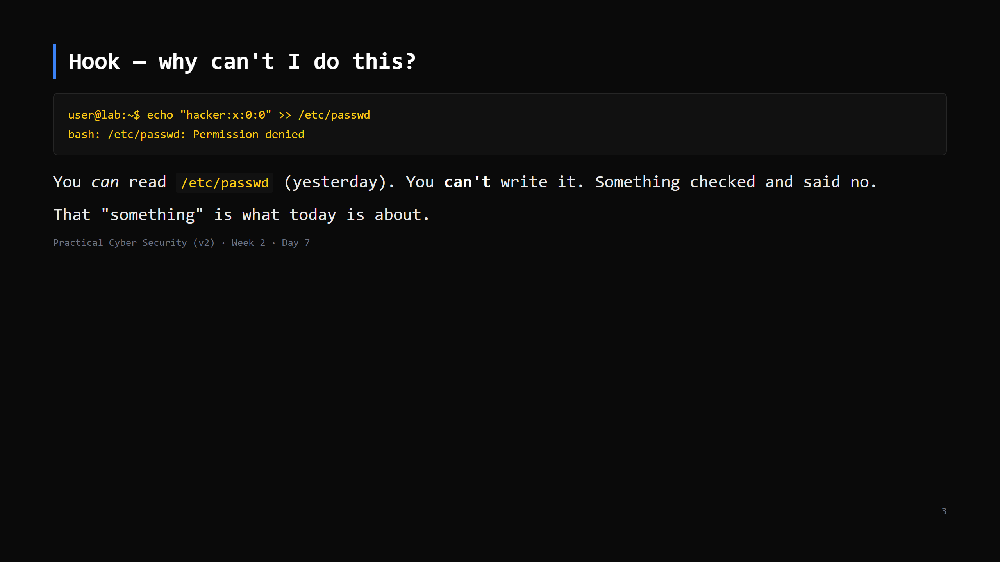 Hook — why can't I do this?
user@lab:~$ echo "hacker:x:0:0" >> /etc/passwd
bash: /etc/passwd: Permission denied
You can read /etc/passwd (yesterday). You can't write it. Something checked and said no.
That "something" is what today is about.
Practical Cyber Security (v2) · Week 2 · Day 7
3